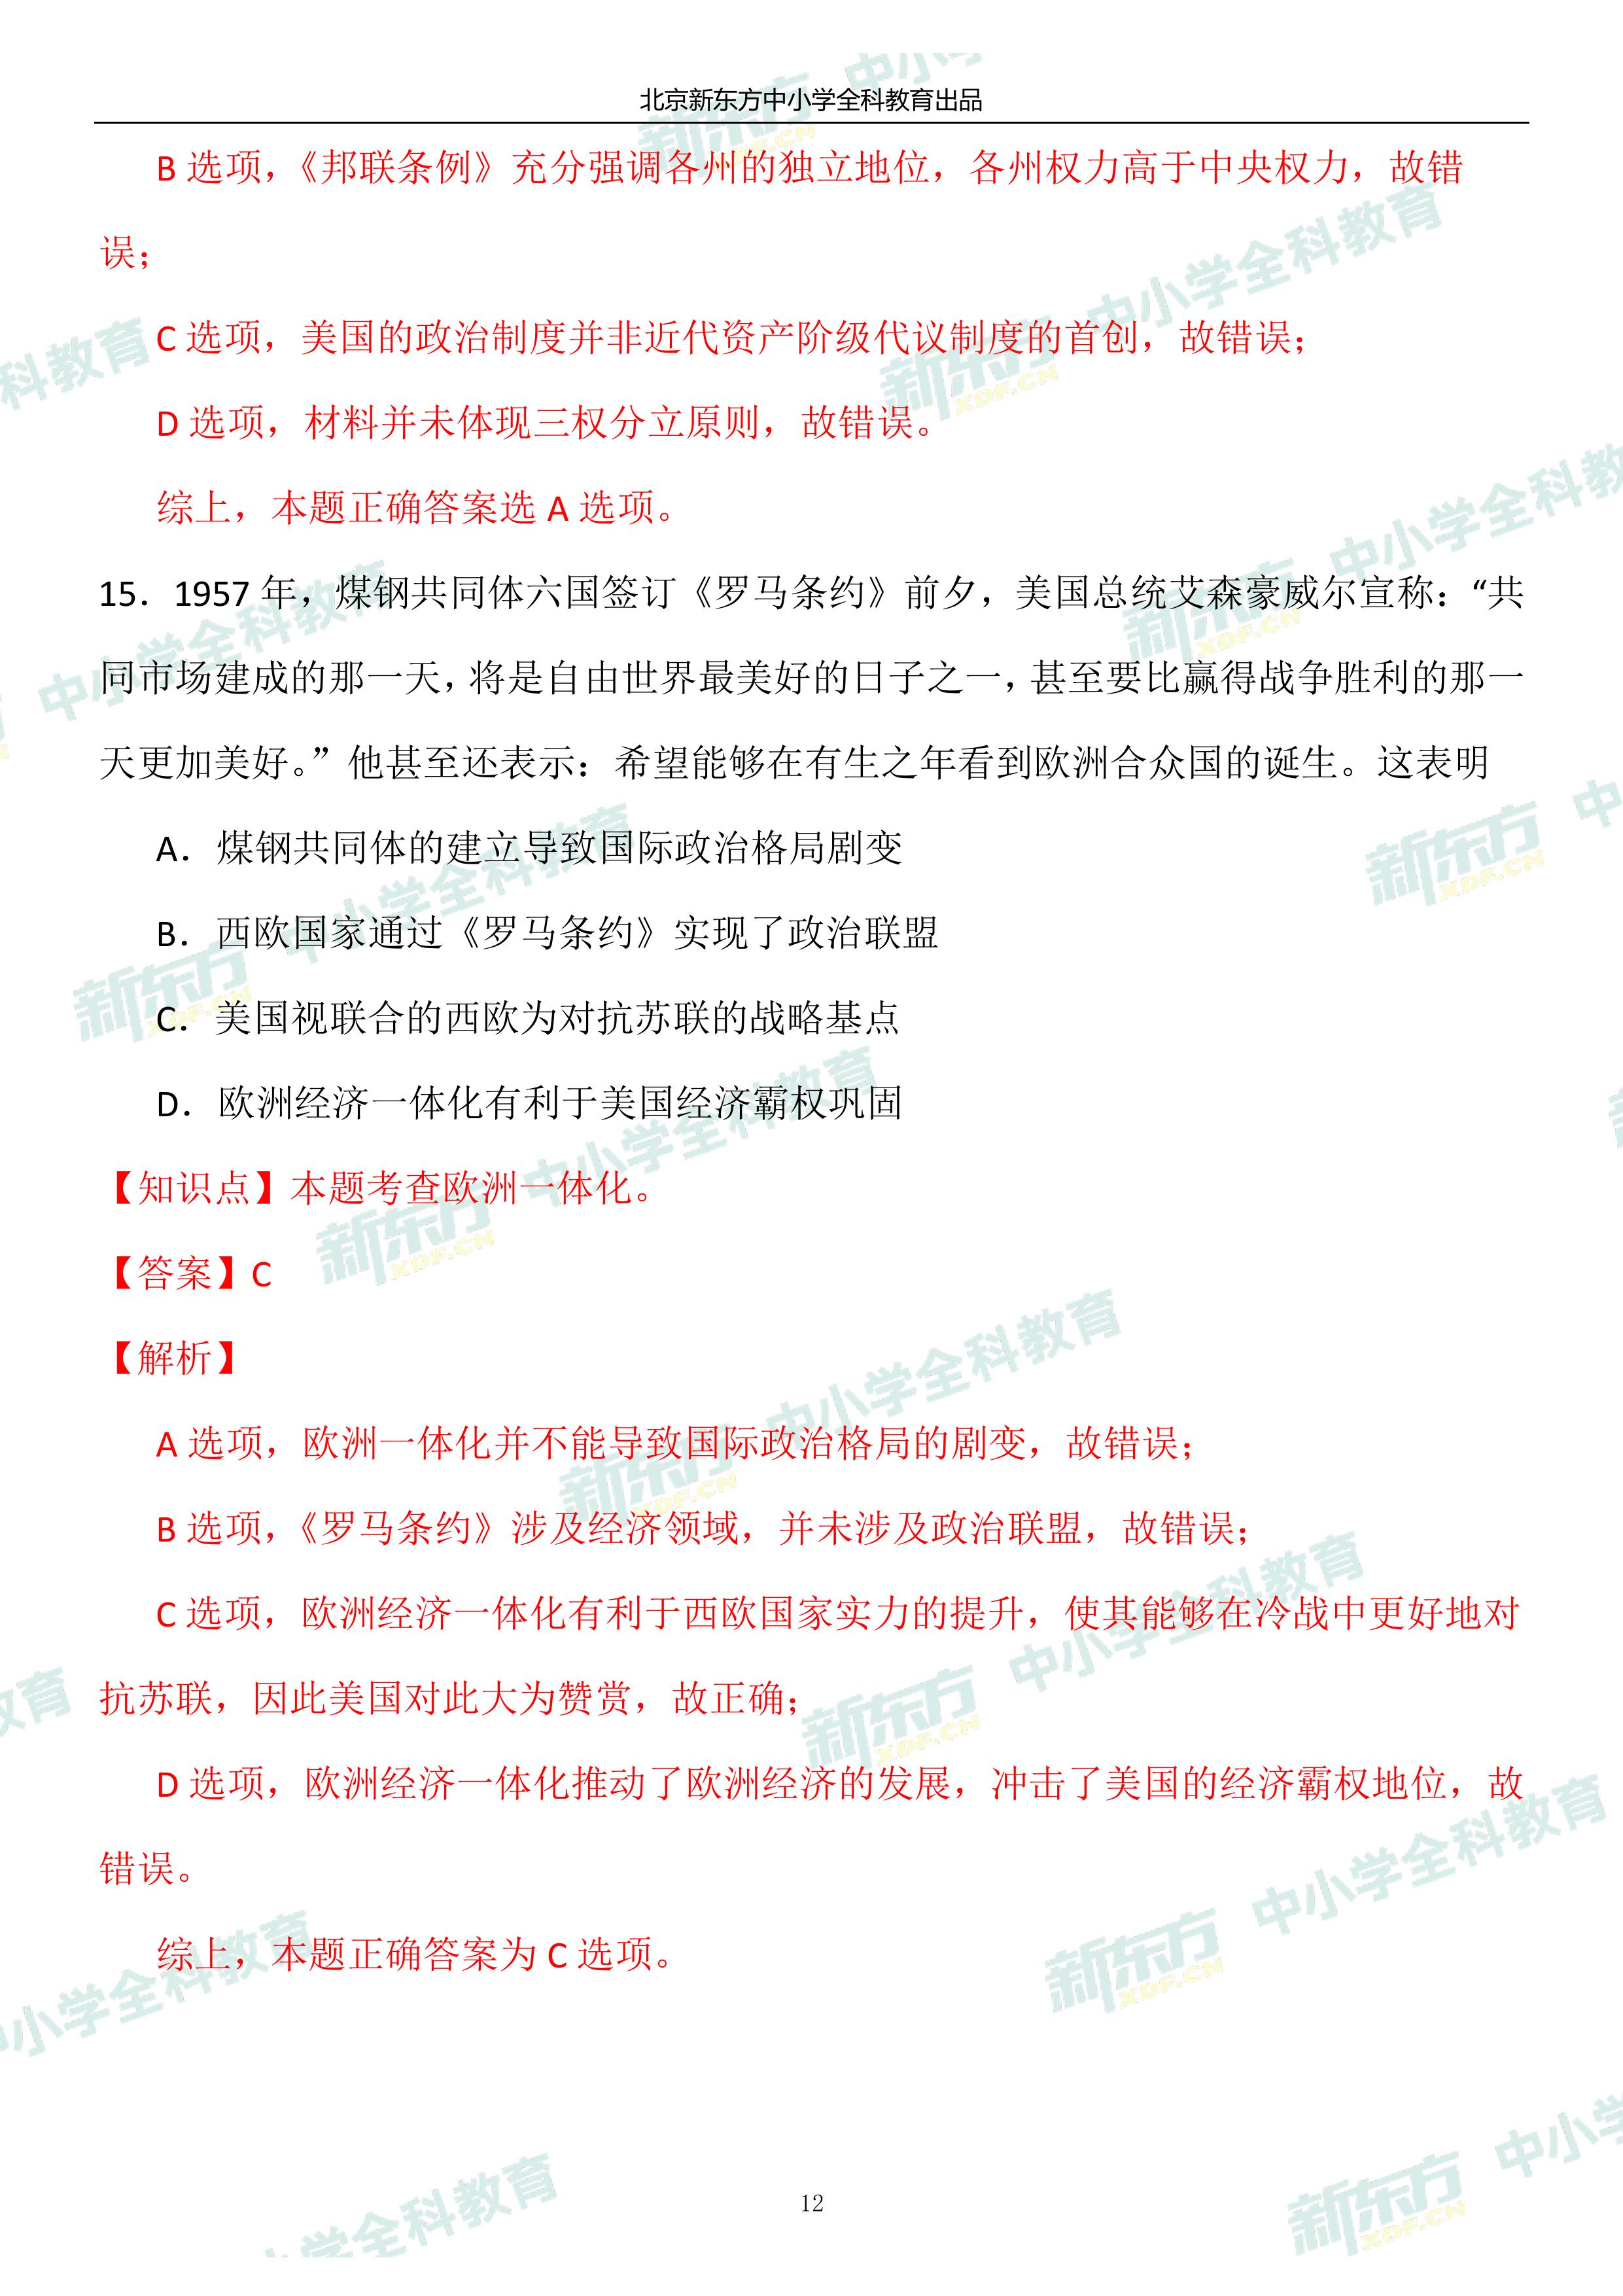 北京新东方中小学全科教育出品
B 选项，《邦联条例》充分强调各州的独立地位，各州权力高于中央权力，故错
误；
C 选项，美国的政治制度并非近代资产阶级代议制度的首创，故错误；
D 选项，材料并未体现三权分立原则，故错误。
综上，本题正确答案选 A 选项。
15．1957 年，煤钢共同体六国签订《罗马条约》前夕，美国总统艾森豪威尔宣称：“共
同市场建成的那一天，将是自由世界最美好的日子之一，甚至要比赢得战争胜利的那一
天更加美好。”他甚至还表示：希望能够在有生之年看到欧洲合众国的诞生。这表明
A．煤钢共同体的建立导致国际政治格局剧变
B．西欧国家通过《罗马条约》实现了政治联盟
C．美国视联合的西欧为对抗苏联的战略基点
D．欧洲经济一体化有利于美国经济霸权巩固
【知识点】本题考查欧洲一体化。
【答案】C
【解析】
A 选项，欧洲一体化并不能导致国际政治格局的剧变，故错误；
B 选项，《罗马条约》涉及经济领域，并未涉及政治联盟，故错误；
C 选项，欧洲经济一体化有利于西欧国家实力的提升，使其能够在冷战中更好地对
抗苏联，因此美国对此大为赞赏，故正确；
D 选项，欧洲经济一体化推动了欧洲经济的发展，冲击了美国的经济霸权地位，故
错误。
综上，本题正确答案为 C 选项。
12
新东方 XDF.CN 中小学全科教育